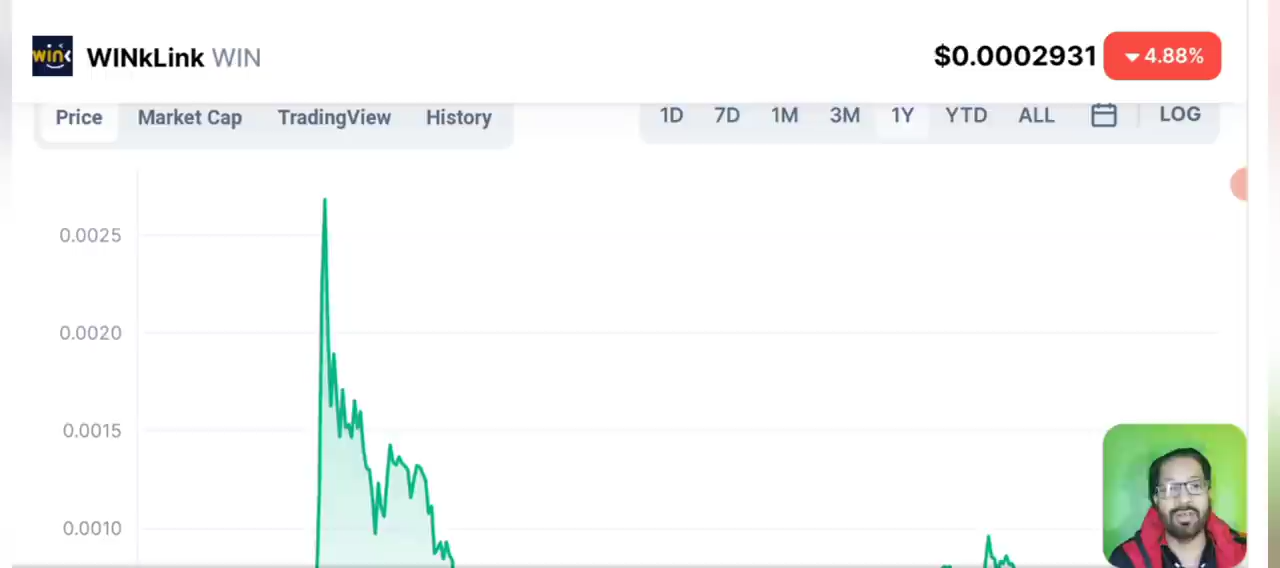 wink WINkLink WIN $0.0002931 4.88%
Price Market Cap TradingView History 1D 7D 1M 3M 1Y YTD ALL LOG
0.0025
0.0020
0.0015
0.0010